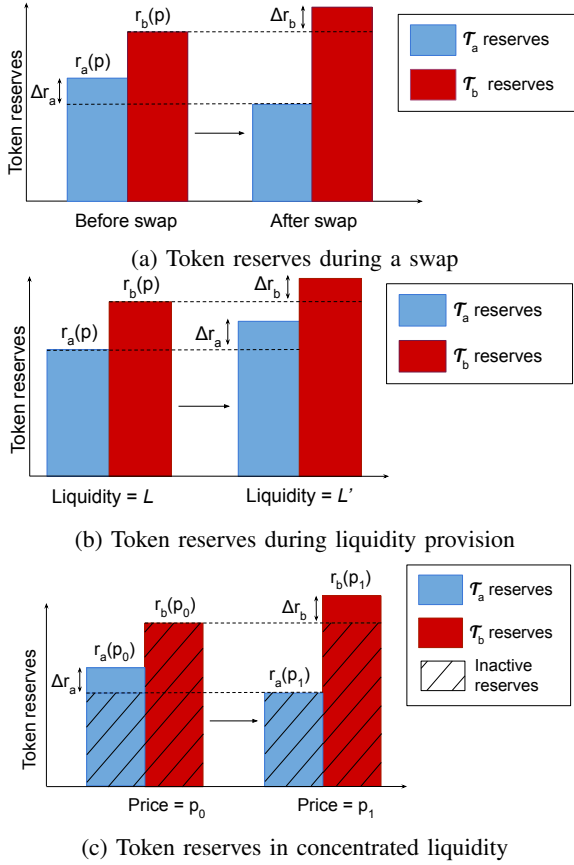 Token reserves
Δr_a
r_a(p)
r_b(p)
Δr_b
Before swap
After swap
𝒯_a reserves
𝒯_b reserves
(a) Token reserves during a swap
Token reserves
r_a(p)
r_b(p)
Δr_a
Δr_b
Liquidity = L
Liquidity = L'
𝒯_a reserves
𝒯_b reserves
(b) Token reserves during liquidity provision
Token reserves
Δr_a
r_a(p_0)
r_b(p_0)
Δr_b
r_a(p_1)
r_b(p_1)
Price = p_0
Price = p_1
𝒯_a reserves
𝒯_b reserves
Inactive
reserves
(c) Token reserves in concentrated liquidity